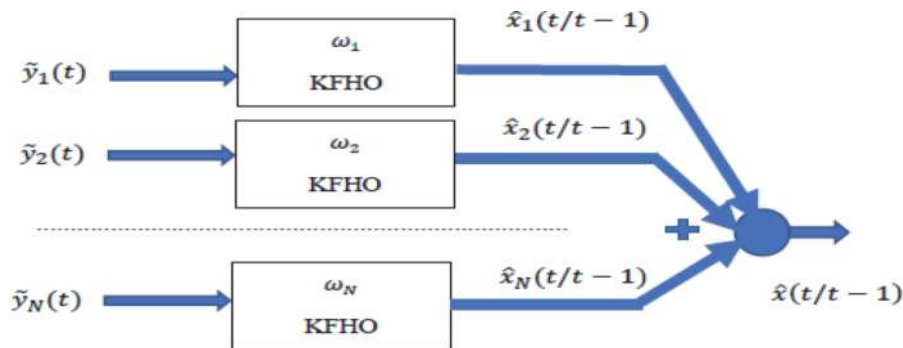 x̂₁(t/t − 1)
ω₁
ỹ₁(t)
KFHO
x̂₂(t/t − 1)
ω₂
ỹ₂(t)
KFHO
x̂_N(t/t − 1)
ω_N
ỹ_N(t)
KFHO
x̂(t/t − 1)